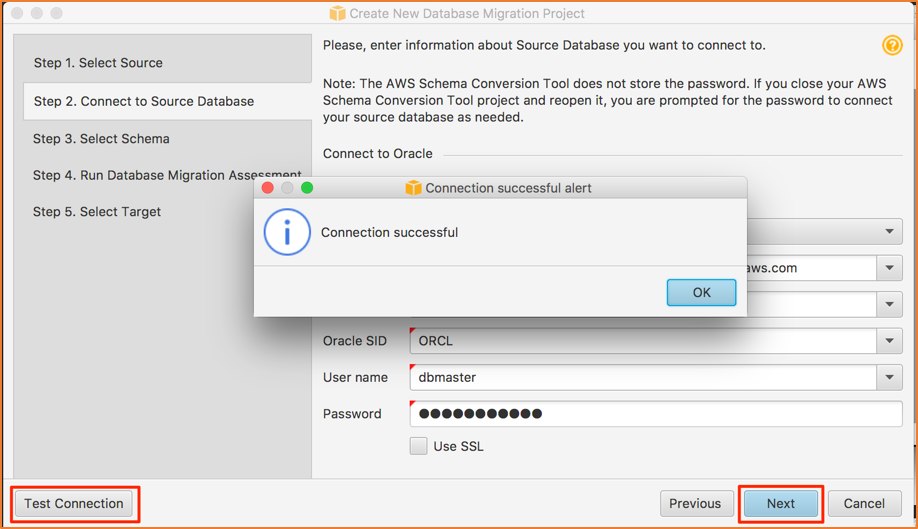 Create New Database Migration Project
Step 1. Select Source
Step 2. Connect to Source Database
Step 3. Select Schema
Step 4. Run Database Migration Assessment
Step 5. Select Target
Please, enter information about Source Database you want to connect to.
?
Note: The AWS Schema Conversion Tool does not store the password. If you close your AWS
Schema Conversion Tool project and reopen it, you are prompted for the password to connect
your source database as needed.
Connect to Oracle
Connection successful alert
Connection successful
OK
aws.com
Oracle SID ORCL
User name dbmaster
Password ●●●●●●●●●●●
Use SSL
Test Connection
Previous Next Cancel